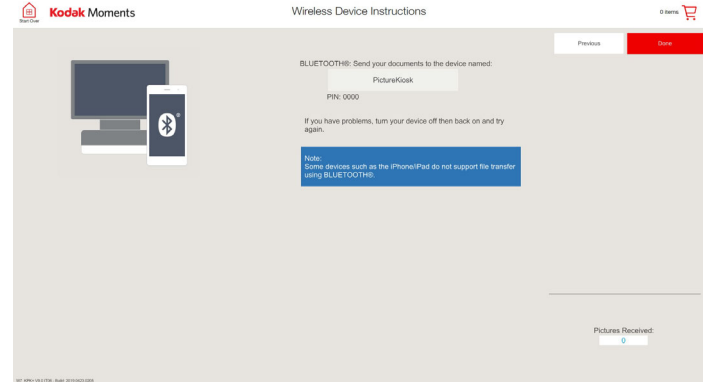 Start Over
Kodak Moments
Wireless Device Instructions
0 items
Previous
Done
BLUETOOTH®: Send your documents to the device named:
PictureKiosk
PIN: 0000
If you have problems, turn your device off then back on and try
again.
Note:
Some devices such as the iPhone/iPad do not support file transfer
using BLUETOOTH®.
Pictures Received:
0